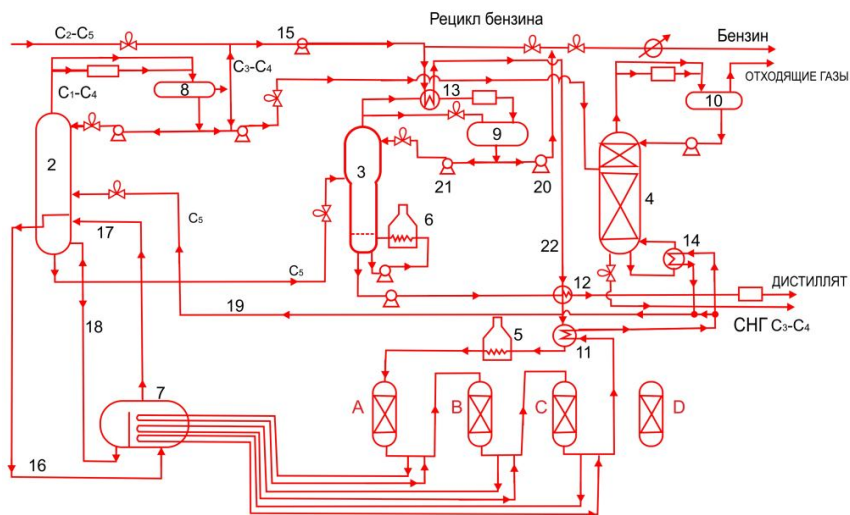 Рецикл бензина
C₂-C₅
15
Бензин
C₃-C₄
ОТХОДЯЩИЕ ГАЗЫ
C₁-C₄
8
13
10
9
2
3
21
20
4
6
C₅
17
22
14
C₅
12
ДИСТИЛЛЯТ
19
СНГ C₃-C₄
18
5
11
7
A
B
C
D
16